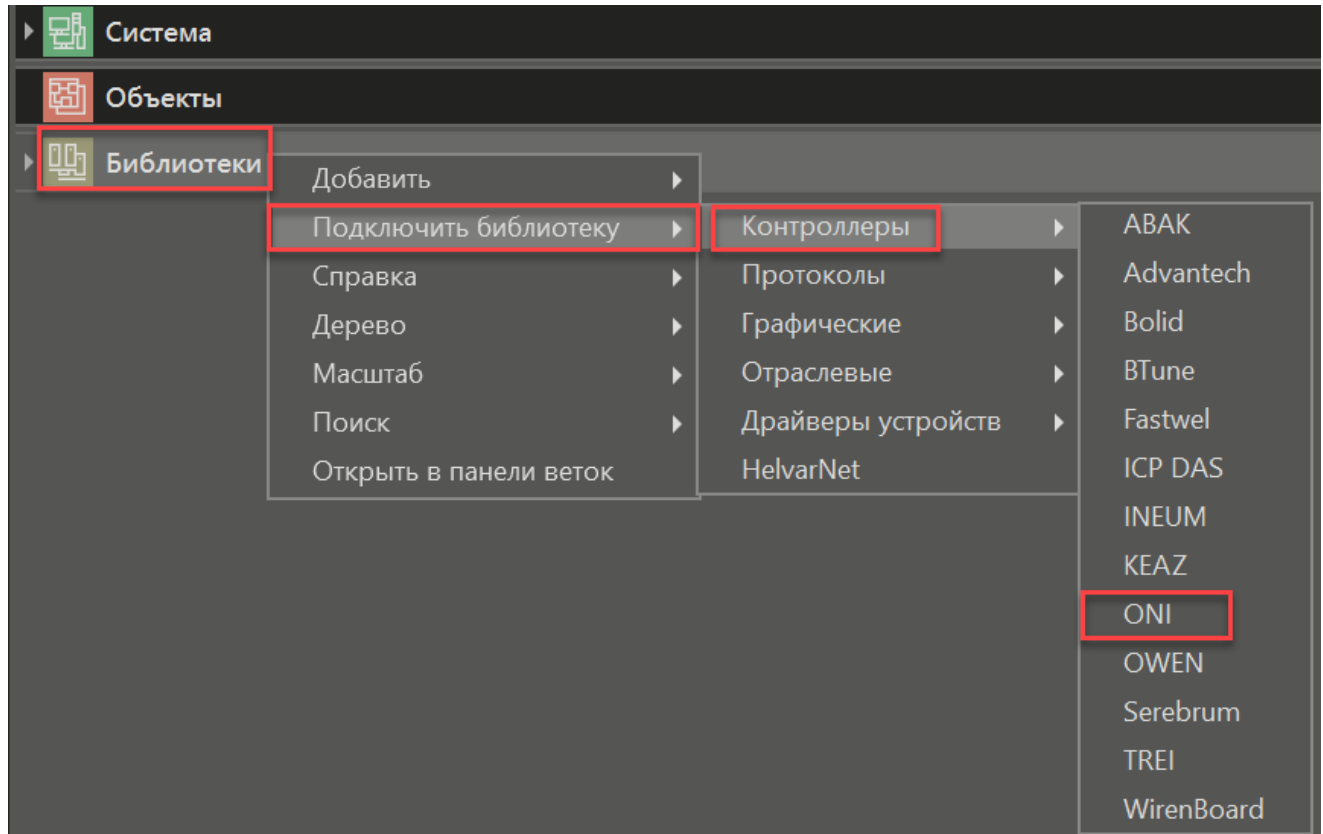 Система
Объекты
Библиотеки
Добавить
Подключить библиотеку
Справка
Дерево
Масштаб
Поиск
Открыть в панели веток
Контроллеры
Протоколы
Графические
Отраслевые
Драйверы устройств
HelvarNet
ABAK
Advantech
Bolid
BTune
Fastwel
ICP DAS
INEUM
KEAZ
ONI
OWEN
Serebrum
TREI
WirenBoard